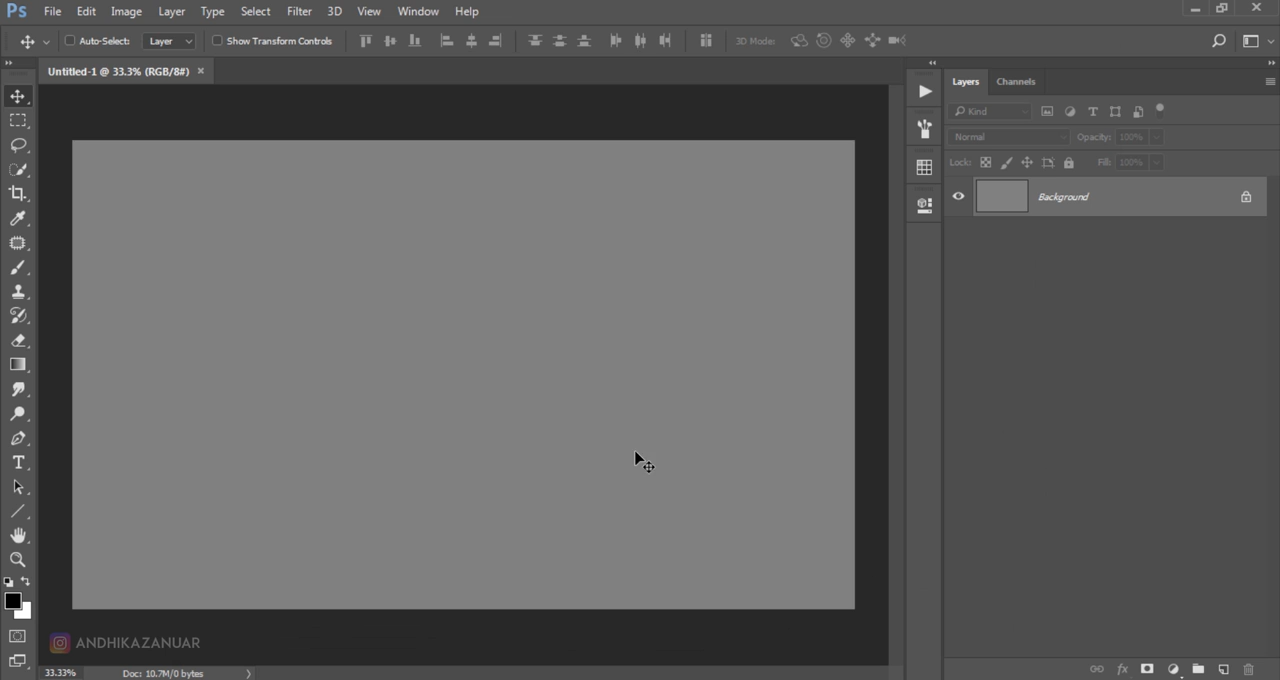 Ps File Edit Image Layer Type Select Filter 3D View Window Help
Auto-Select: Layer Show Transform Controls 3D Mode:
Untitled-1 @ 33.3% (RGB/8#) ×
Layers Channels
Kind
Normal Opacity: 100%
Lock: Fill: 100%
Background
ANDHIKAZANUAR
33.33% Doc: 10.7M/0 bytes